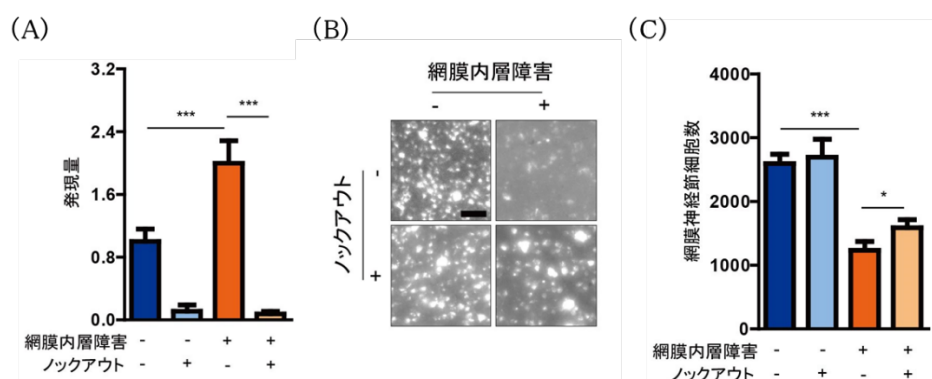 (A)
3.2
2.4
1.6
0.8
0.0
発現量
***
***
網膜内層障害 - - + +
ノックアウト - + - +
(B)
網膜内層障害
- +
ノックアウト
-
+
(C)
4000
3000
2000
1000
0
網膜神経節細胞数
***
*
網膜内層障害 - - + +
ノックアウト - + - +